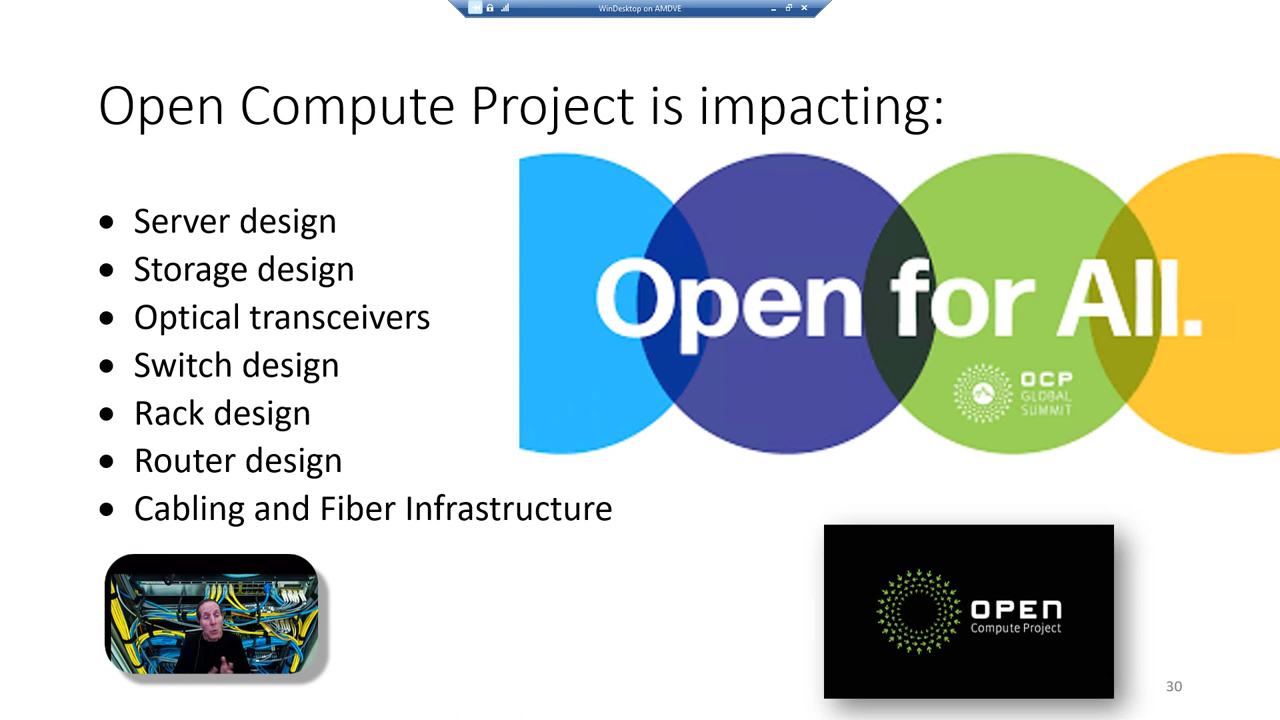 WinDesktop on AMDVE
Open Compute Project is impacting:
• Server design
• Storage design
• Optical transceivers
• Switch design
• Rack design
• Router design
• Cabling and Fiber Infrastructure
Open for All.
OCP
GLOBAL
SUMMIT
OPEN
Compute Project
30